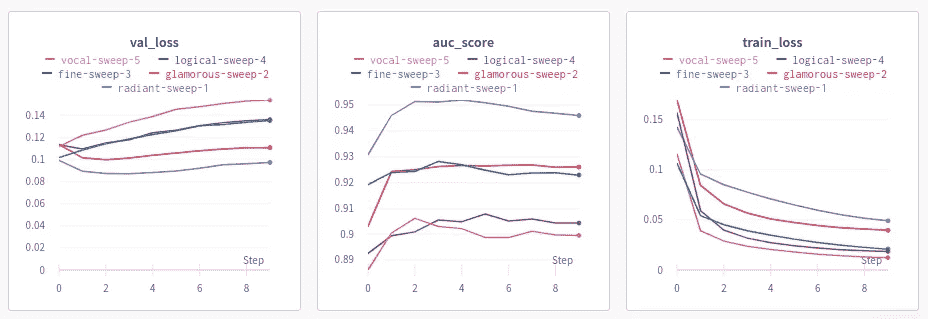 val_loss
vocal-sweep-5 logical-sweep-4
fine-sweep-3 glamorous-sweep-2
radiant-sweep-1
0.14
0.12
0.1
0.08
0.06
0.04
0.02
0
Step
0 2 4 6 8
auc_score
vocal-sweep-5 logical-sweep-4
fine-sweep-3 glamorous-sweep-2
radiant-sweep-1
0.95
0.94
0.93
0.92
0.91
0.9
0.89
Step
0 2 4 6 8
train_loss
vocal-sweep-5 logical-sweep-4
fine-sweep-3 glamorous-sweep-2
radiant-sweep-1
0.15
0.1
0.05
0
Step
0 2 4 6 8